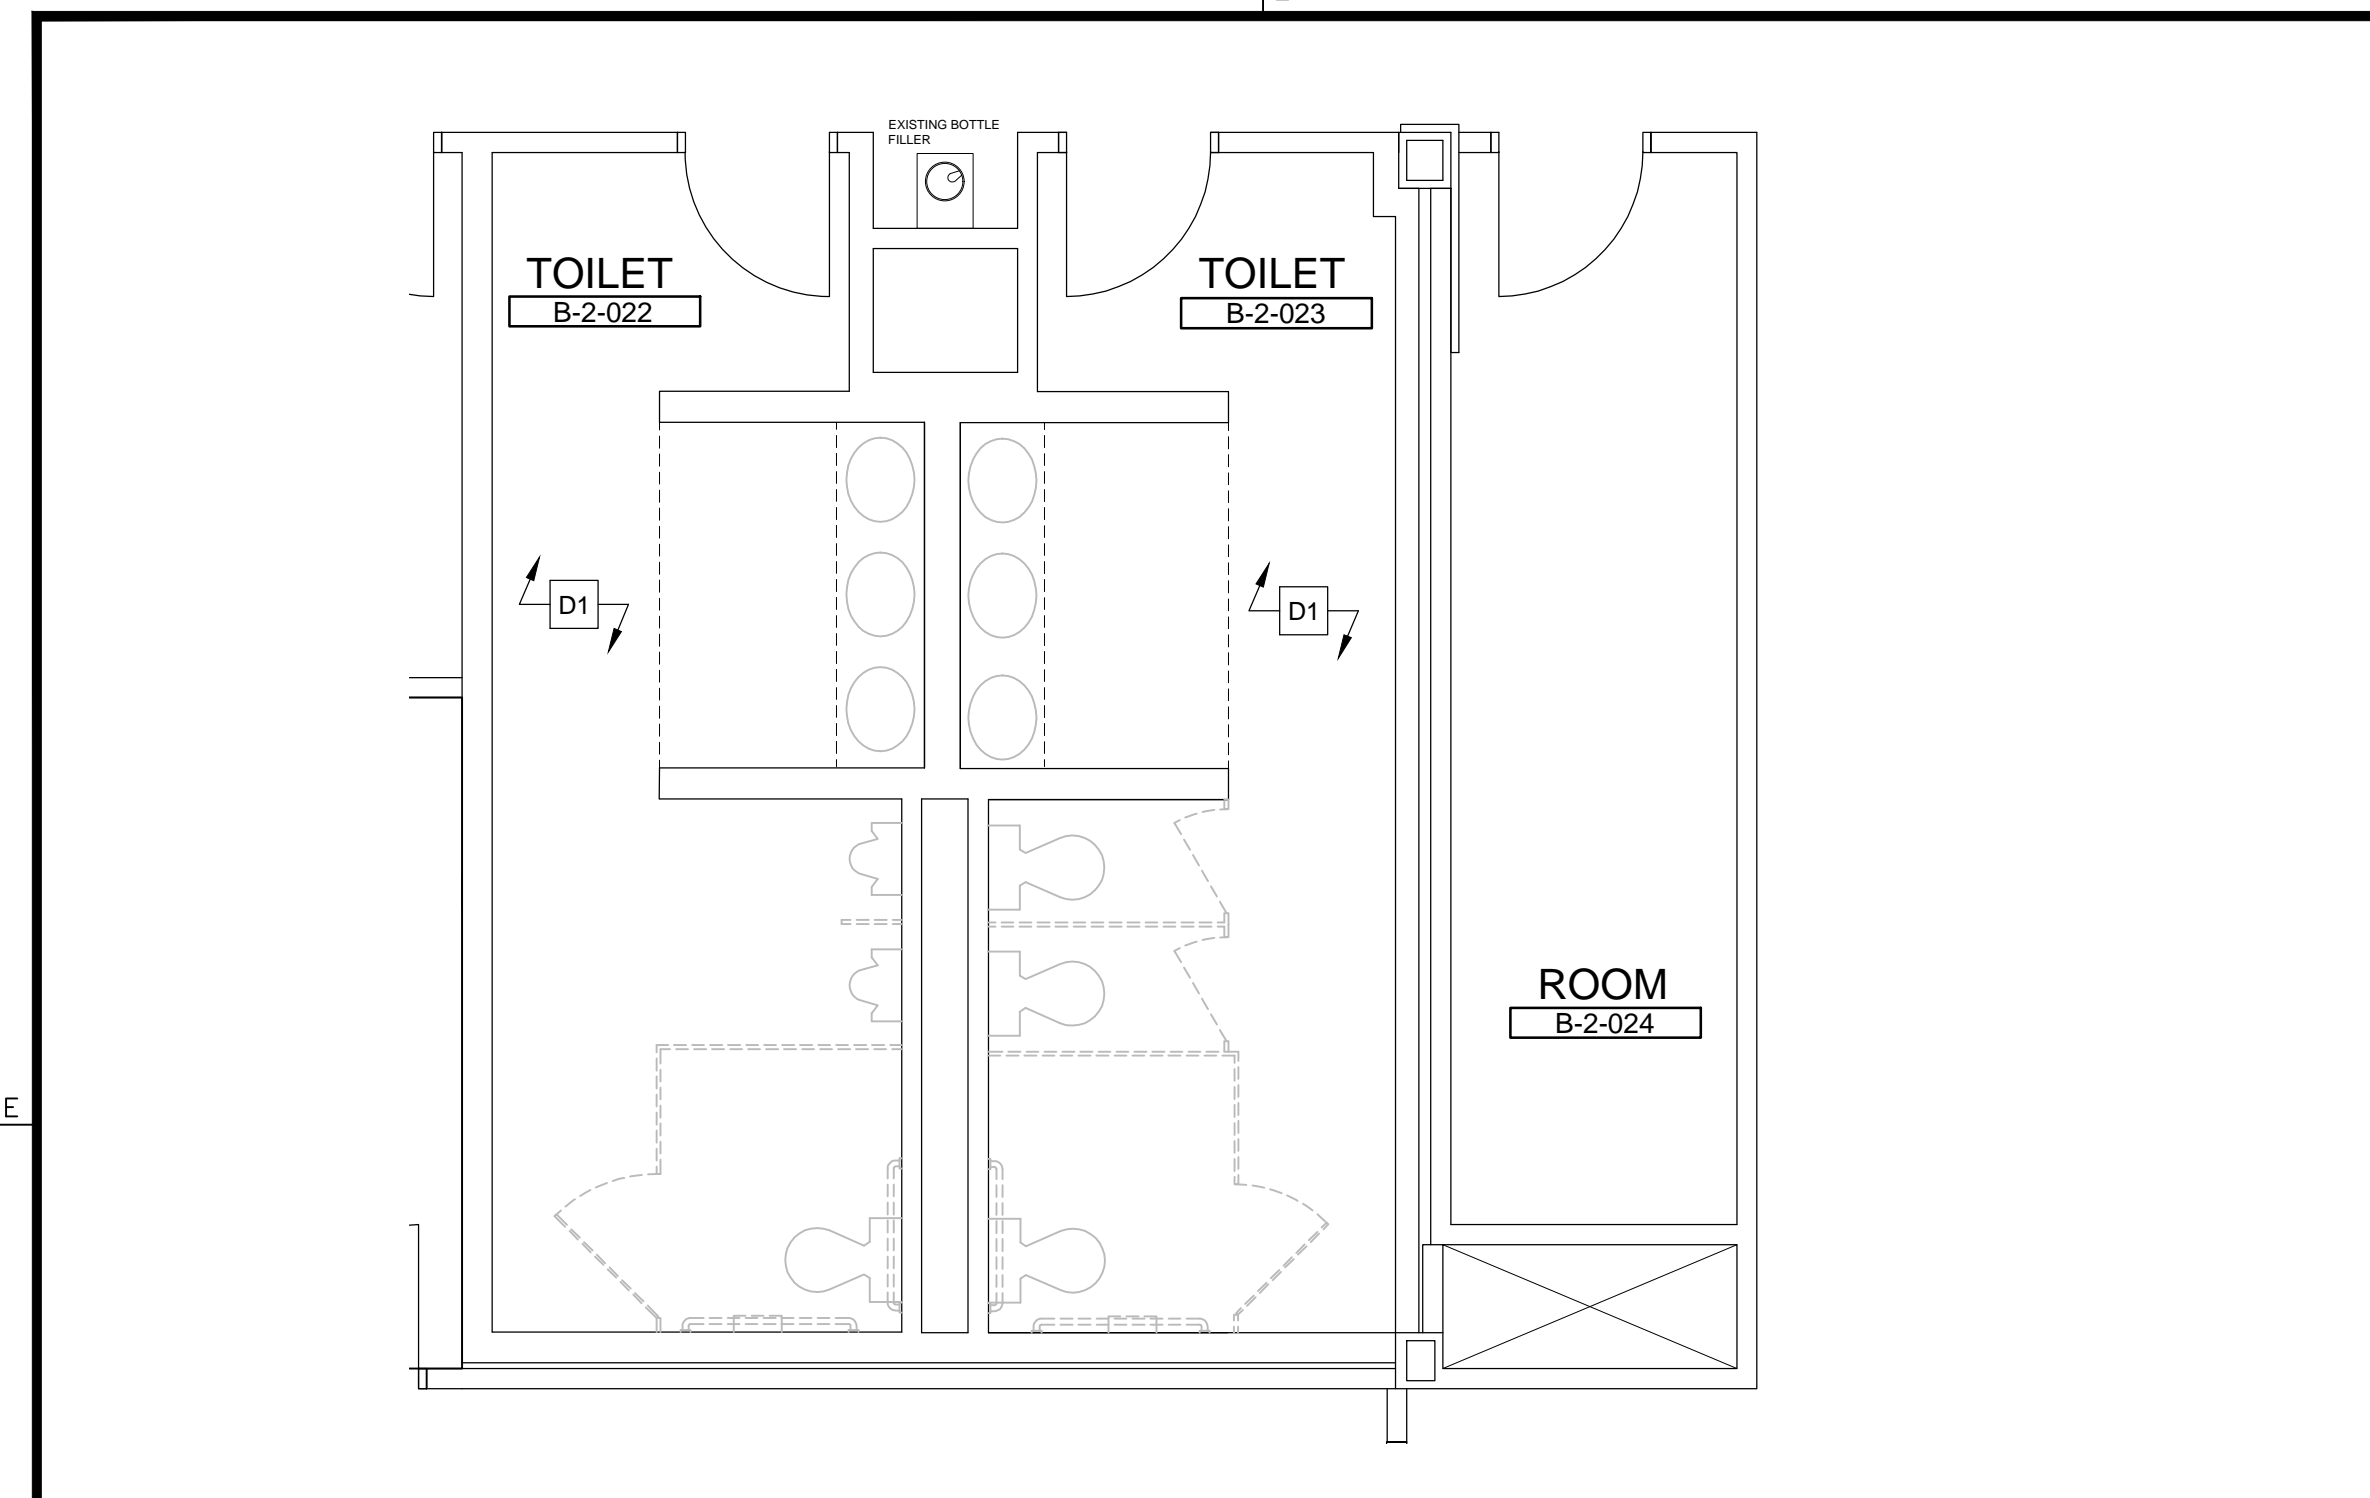 EXISTING BOTTLE
FILLER
TOILET
B-2-022
TOILET
B-2-023
D1
D1
ROOM
B-2-024
E